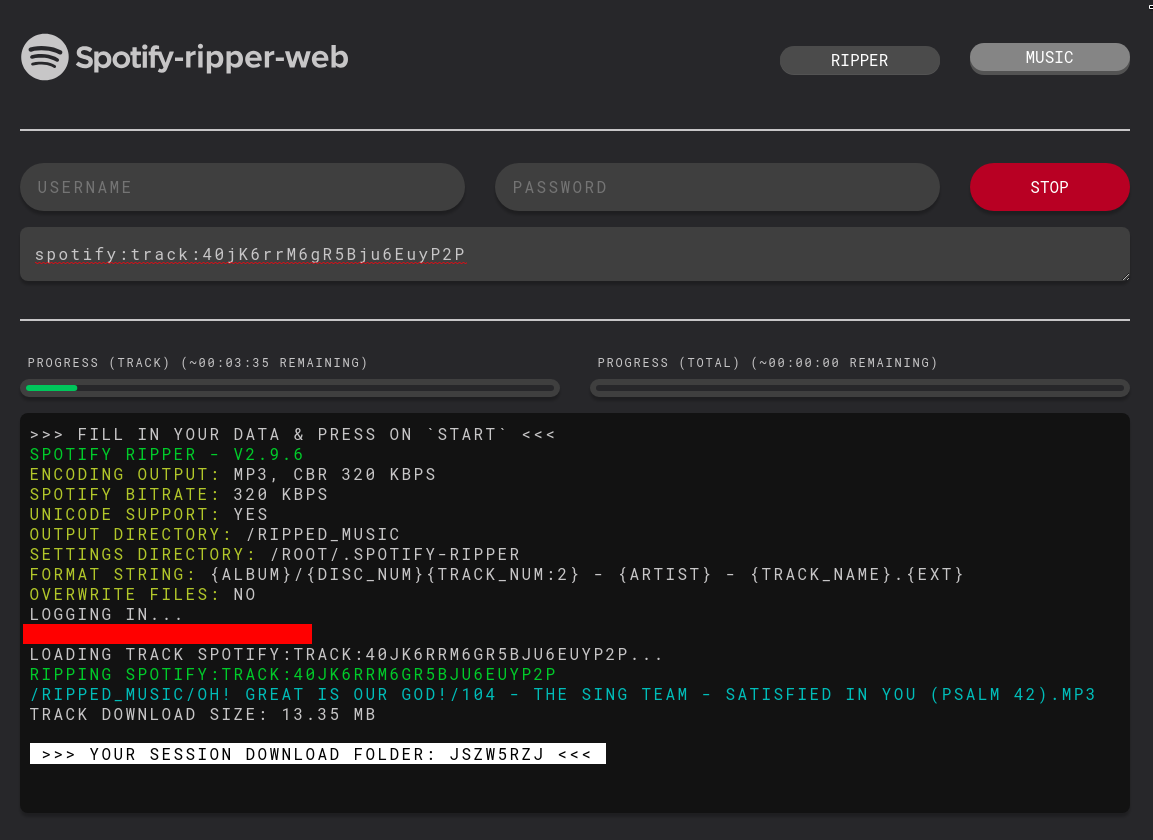 Spotify-ripper-web
RIPPER
MUSIC
USERNAME
PASSWORD
STOP
spotify:track:40jK6rrM6gR5Bju6EuyP2P
PROGRESS (TRACK) (~00:03:35 REMAINING)
PROGRESS (TOTAL) (~00:00:00 REMAINING)
>>> FILL IN YOUR DATA & PRESS ON `START` <<<
SPOTIFY RIPPER - V2.9.6
ENCODING OUTPUT: MP3, CBR 320 KBPS
SPOTIFY BITRATE: 320 KBPS
UNICODE SUPPORT: YES
OUTPUT DIRECTORY: /RIPPED_MUSIC
SETTINGS DIRECTORY: /ROOT/.SPOTIFY-RIPPER
FORMAT STRING: {ALBUM}/{DISC_NUM}{TRACK_NUM:2} - {ARTIST} - {TRACK_NAME}.{EXT}
OVERWRITE FILES: NO
LOGGING IN...
LOADING TRACK SPOTIFY:TRACK:40JK6RRM6GR5BJU6EUYP2P...
RIPPING SPOTIFY:TRACK:40JK6RRM6GR5BJU6EUYP2P
/RIPPED_MUSIC/OH! GREAT IS OUR GOD!/104 - THE SING TEAM - SATISFIED IN YOU (PSALM 42).MP3
TRACK DOWNLOAD SIZE: 13.35 MB
>>> YOUR SESSION DOWNLOAD FOLDER: JSZW5RZJ <<<